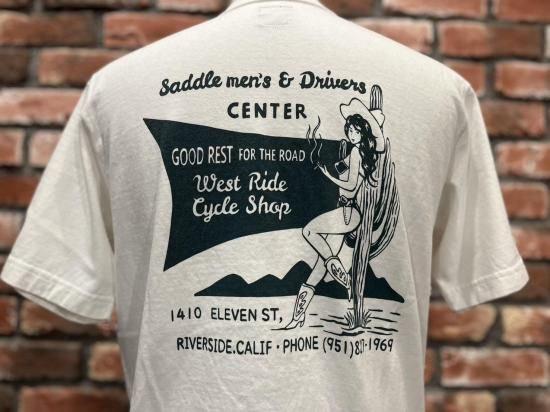 Saddle men's & Drivers
CENTER
GOOD REST FOR THE ROAD
West Ride
Cycle Shop
1410 ELEVEN ST,
RIVERSIDE.CALIF · PHONE (951) 827-1969